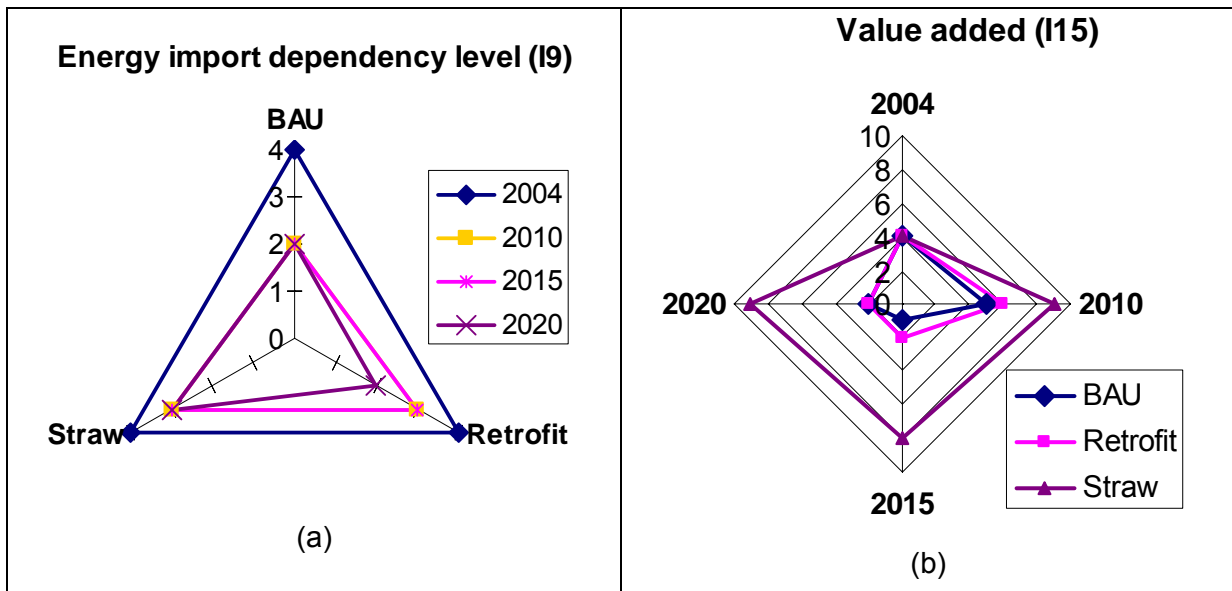 Energy import dependency level (I9)
BAU
4
3
2
1
0
Straw
Retrofit
2004
2010
2015
2020
(a)
Value added (I15)
2004
10
8
6
4
2
0
2020
2010
2015
BAU
Retrofit
Straw
(b)